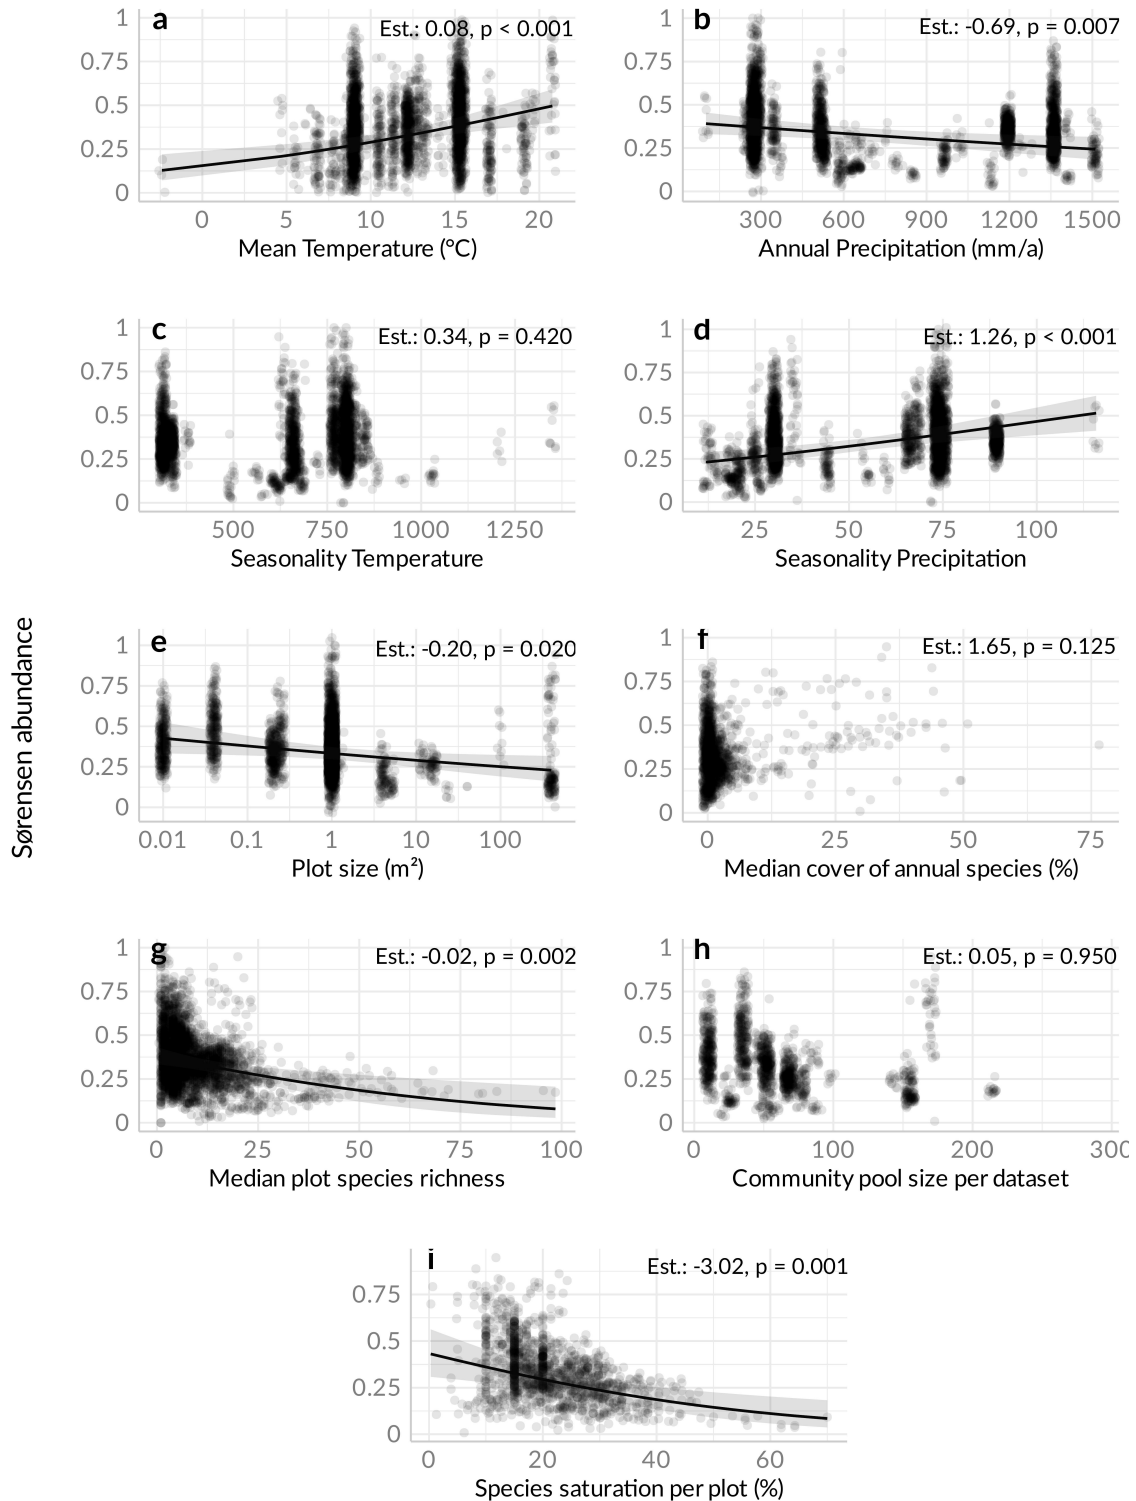 Sørensen abundance
a
Est.: 0.08, p < 0.001
1
0.75
0.5
0.25
0
0 5 10 15 20
Mean Temperature (°C)
b
Est.: -0.69, p = 0.007
1
0.75
0.5
0.25
0
300 600 900 1200 1500
Annual Precipitation (mm/a)
c
Est.: 0.34, p = 0.420
1
0.75
0.5
0.25
0
500 750 1000 1250
Seasonality Temperature
d
Est.: 1.26, p < 0.001
1
0.75
0.5
0.25
0
25 50 75 100
Seasonality Precipitation
e
Est.: -0.20, p = 0.020
1
0.75
0.5
0.25
0
0.01 0.1 1 10 100
Plot size (m²)
f
Est.: 1.65, p = 0.125
1
0.75
0.5
0.25
0
0 25 50 75
Median cover of annual species (%)
g
Est.: -0.02, p = 0.002
1
0.75
0.5
0.25
0
0 25 50 75 100
Median plot species richness
h
Est.: 0.05, p = 0.950
1
0.75
0.5
0.25
0
0 100 200 300
Community pool size per dataset
i
Est.: -3.02, p = 0.001
0.75
0.5
0.25
0
0 20 40 60
Species saturation per plot (%)